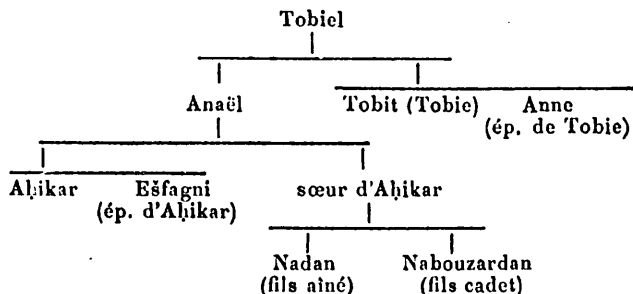 Tobiel
Anaël Tobit (Tobie) Anne
(ép. de Tobie)
Aḥikar Ešfagni sœur d'Aḥikar
(ép. d'Aḥikar)
Nadan Nabouzardan
(fils aîné) (fils cadet)